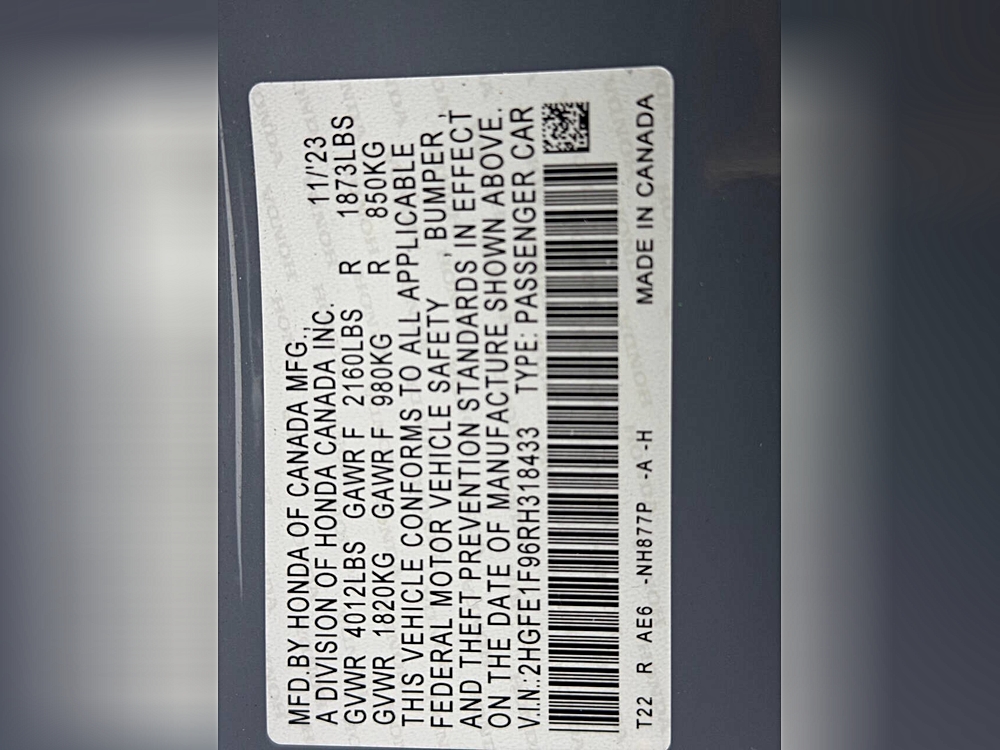 MFD.BY HONDA OF CANADA MFG.,
A DIVISION OF HONDA CANADA INC. 11/'23
GVWR 4012LBS GAWR F 2160LBS R 1873LBS
GVWR 1820KG GAWR F 980KG R 850KG
THIS VEHICLE CONFORMS TO ALL APPLICABLE
FEDERAL MOTOR VEHICLE SAFETY , BUMPER ,
AND THEFT PREVENTION STANDARDS, IN EFFECT
ON THE DATE OF MANUFACTURE SHOWN ABOVE.
V.I.N.:2HGFE1F96RH318433 TYPE: PASSENGER CAR
T22 R AE6 -NH877P -A -H MADE IN CANADA